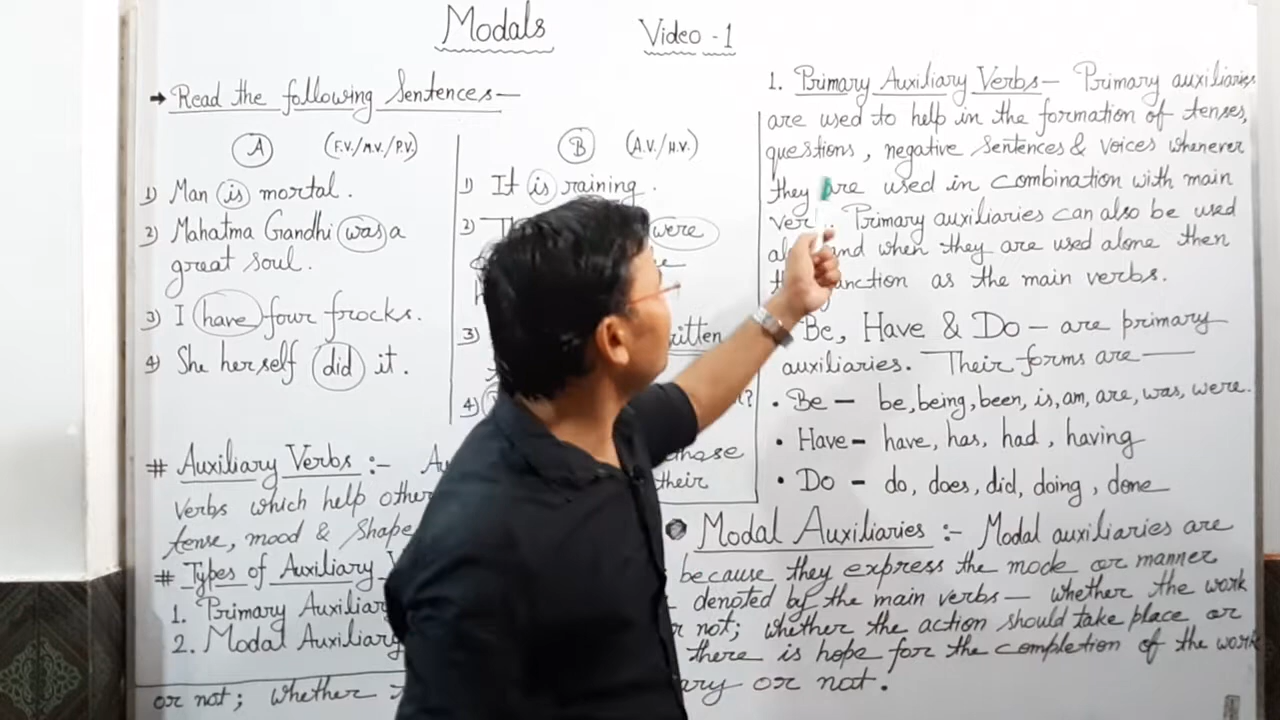 Modals Video - 1
→ Read the following Sentences —
A (F.V./M.V./P.V.)
1) Man is mortal.
2) Mahatma Gandhi was a
great soul.
3) I have four frocks.
4) She herself did it.
B (A.V./H.V.)
1) It is raining.
2) were
3)
4) ?
# Auxiliary Verbs :-
Verbs which help their
tense, mood &
# Types of Auxiliary
1. Primary
2. Modal
1. Primary Auxiliary Verbs — Primary auxiliaries
are used to help in the formation of tenses,
questions, negative sentences & voices whenever
they are used in combination with main
Primary auxiliaries can also be used
and when they are used alone then
as the main verbs.
Be, Have & Do — are primary
auxiliaries. Their forms are —
• Be — be, being, been, is, am, are, was, were.
• Have — have, has, had, having
• Do — do, does, did, doing, done
Modal Auxiliaries :- Modal auxiliaries are
because they express the mode or manner
denoted by the main verbs — whether the work
or not; whether the action should take place or
there is hope for the completion of the work
or not; whether or not.